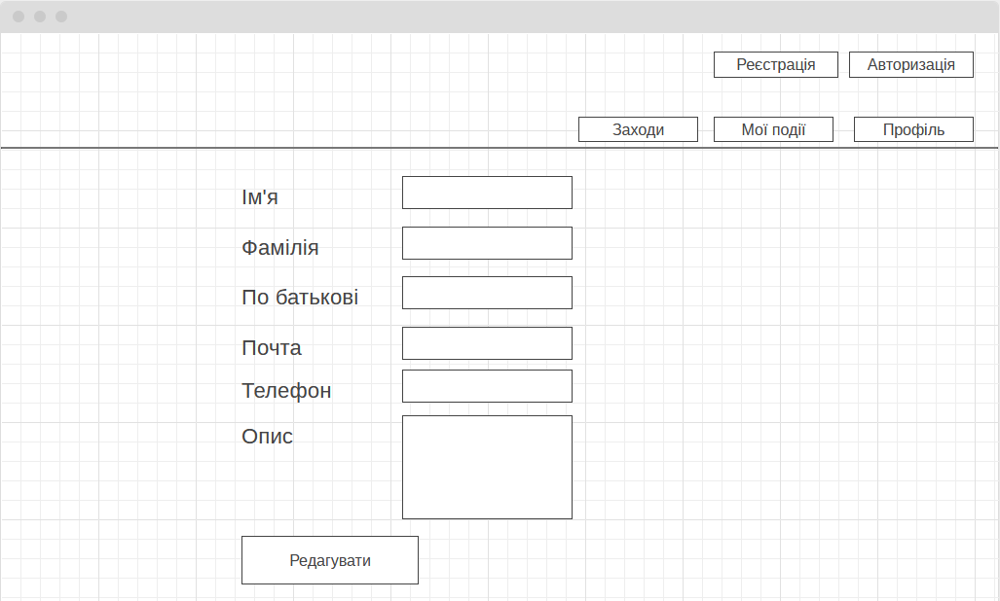 Реєстрація Авторизація
Заходи Мої події Профіль
Ім'я
Фамілія
По батькові
Почта
Телефон
Опис
Редагувати